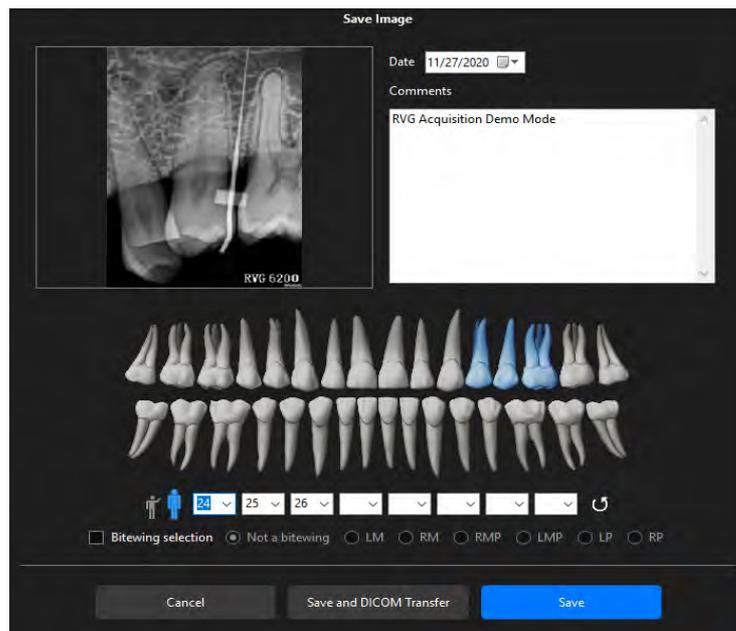 Save Image
Date 11/27/2020
Comments
RVG Acquisition Demo Mode
RVG 6200
24 25 26
Bitewing selection Not a bitewing LM RM RMP LMP LP RP
Cancel Save and DICOM Transfer Save